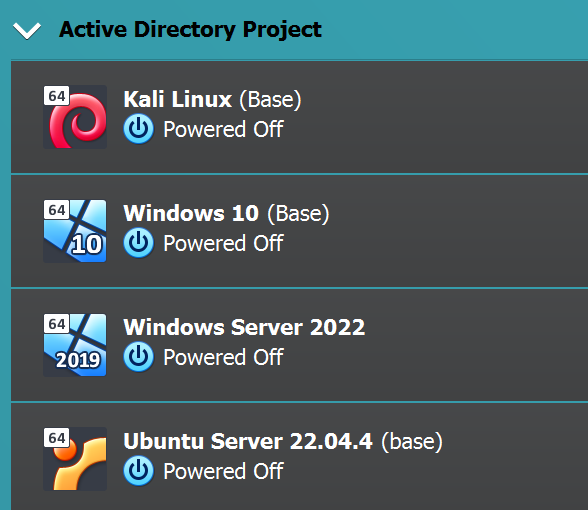 Active Directory Project
64
Kali Linux (Base)
Powered Off
64
10
Windows 10 (Base)
Powered Off
64
2019
Windows Server 2022
Powered Off
64
Ubuntu Server 22.04.4 (base)
Powered Off